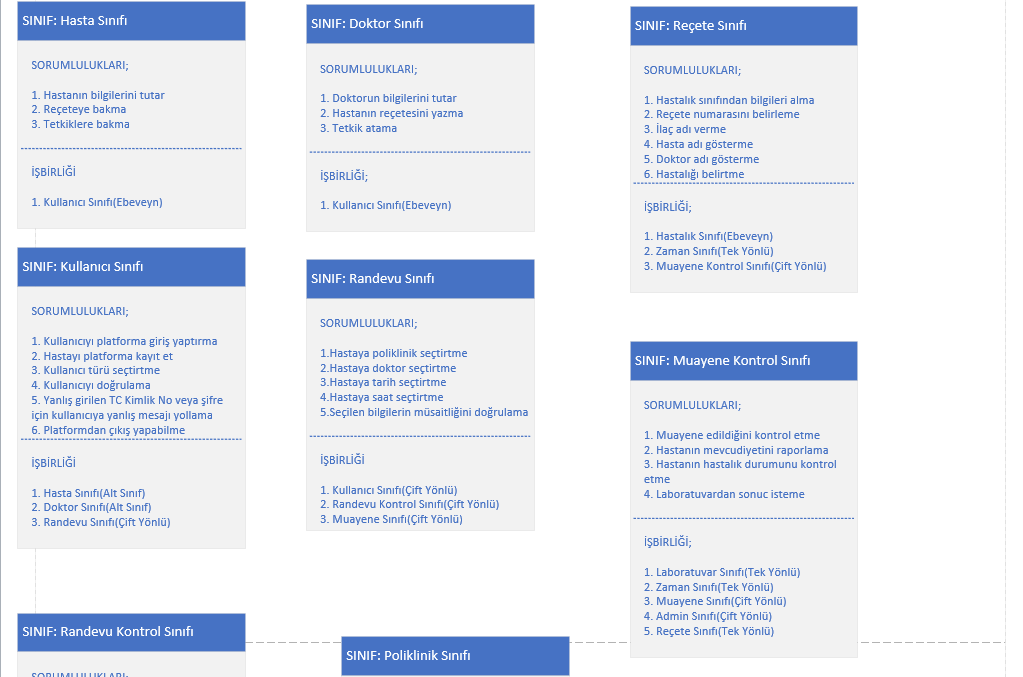 SINIF: Hasta Sınıfı
SORUMLULUKLARI;
1. Hastanın bilgilerini tutar
2. Reçeteye bakma
3. Tetkiklere bakma
İŞBİRLİĞİ
1. Kullanıcı Sınıfı(Ebeveyn)
SINIF: Doktor Sınıfı
SORUMLULUKLARI;
1. Doktorun bilgilerini tutar
2. Hastanın reçetesini yazma
3. Tetkik atama
İŞBİRLİĞİ;
1. Kullanıcı Sınıfı(Ebeveyn)
SINIF: Reçete Sınıfı
SORUMLULUKLARI;
1. Hastalık sınıfından bilgileri alma
2. Reçete numarasını belirleme
3. İlaç adı verme
4. Hasta adı gösterme
5. Doktor adı gösterme
6. Hastalığı belirtme
İŞBİRLİĞİ;
1. Hastalık Sınıfı(Ebeveyn)
2. Zaman Sınıfı(Tek Yönlü)
3. Muayene Kontrol Sınıfı(Çift Yönlü)
SINIF: Kullanıcı Sınıfı
SORUMLULUKLARI;
1. Kullanıcıyı platforma giriş yaptırma
2. Hastayı platforma kayıt et
3. Kullanıcı türü seçtirtme
4. Kullanıcıyı doğrulama
5. Yanlış girilen TC Kimlik No veya şifre
için kullanıcıya yanlış mesajı yollama
6. Platformdan çıkış yapabilme
İŞBİRLİĞİ
1. Hasta Sınıfı(Alt Sınıf)
2. Doktor Sınıfı(Alt Sınıf)
3. Randevu Sınıfı(Çift Yönlü)
SINIF: Randevu Sınıfı
SORUMLULUKLARI;
1.Hastaya poliklinik seçtirtme
2.Hastaya doktor seçtirtme
3.Hastaya tarih seçtirtme
4.Hastaya saat seçtirtme
5.Seçilen bilgilerin müsaitliğini doğrulama
İŞBİRLİĞİ
1. Kullanıcı Sınıfı(Çift Yönlü)
2. Randevu Kontrol Sınıfı(Çift Yönlü)
3. Muayene Sınıfı(Çift Yönlü)
SINIF: Muayene Kontrol Sınıfı
SORUMLULUKLARI;
1. Muayene edildiğini kontrol etme
2. Hastanın mevcudiyetini raporlama
3. Hastanın hastalık durumunu kontrol
etme
4. Laboratuvardan sonuc isteme
İŞBİRLİĞİ;
1. Laboratuvar Sınıfı(Tek Yönlü)
2. Zaman Sınıfı(Tek Yönlü)
3. Muayene Sınıfı(Çift Yönlü)
4. Admin Sınıfı(Çift Yönlü)
5. Reçete Sınıfı(Tek Yönlü)
SINIF: Randevu Kontrol Sınıfı
SORUMLULUKLARI;
SINIF: Poliklinik Sınıfı